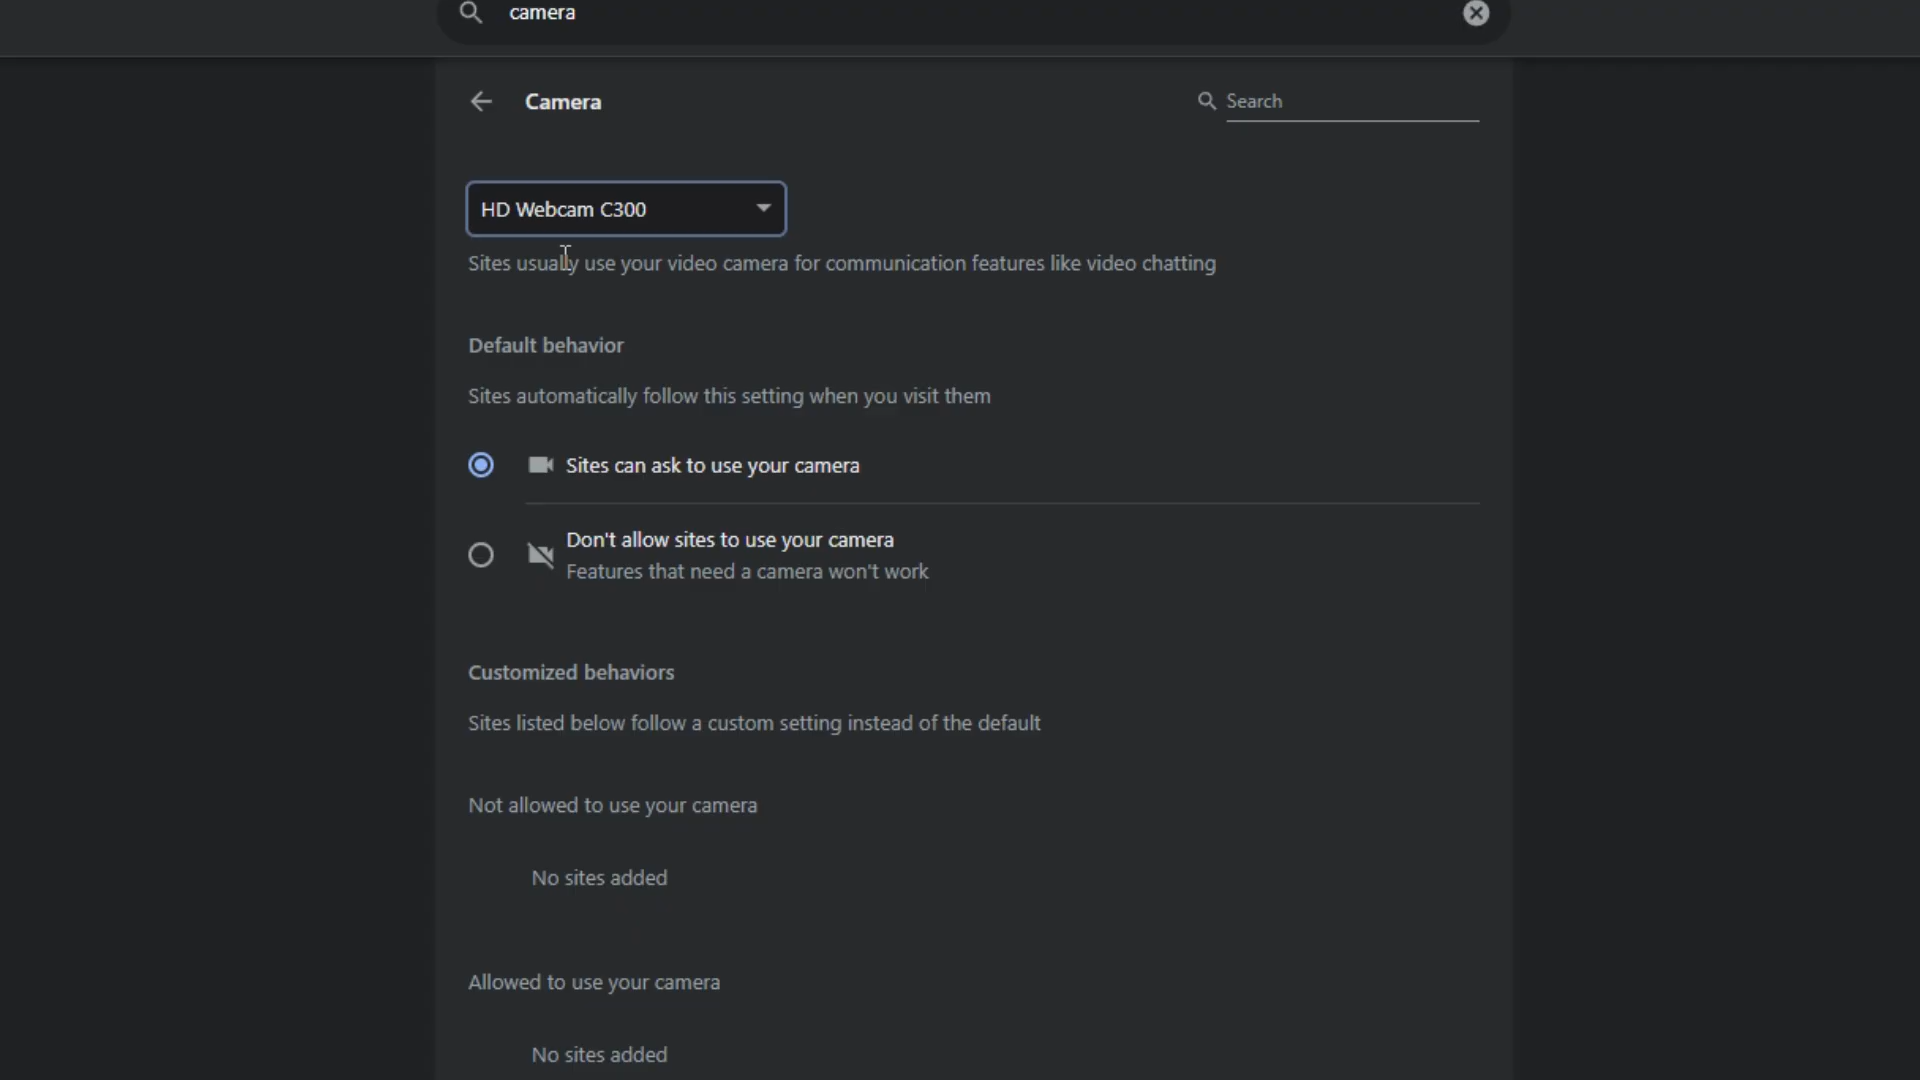 camera
Camera
Search
HD Webcam C300
Sites usually use your video camera for communication features like video chatting
Default behavior
Sites automatically follow this setting when you visit them
Sites can ask to use your camera
Don't allow sites to use your camera
Features that need a camera won't work
Customized behaviors
Sites listed below follow a custom setting instead of the default
Not allowed to use your camera
No sites added
Allowed to use your camera
No sites added